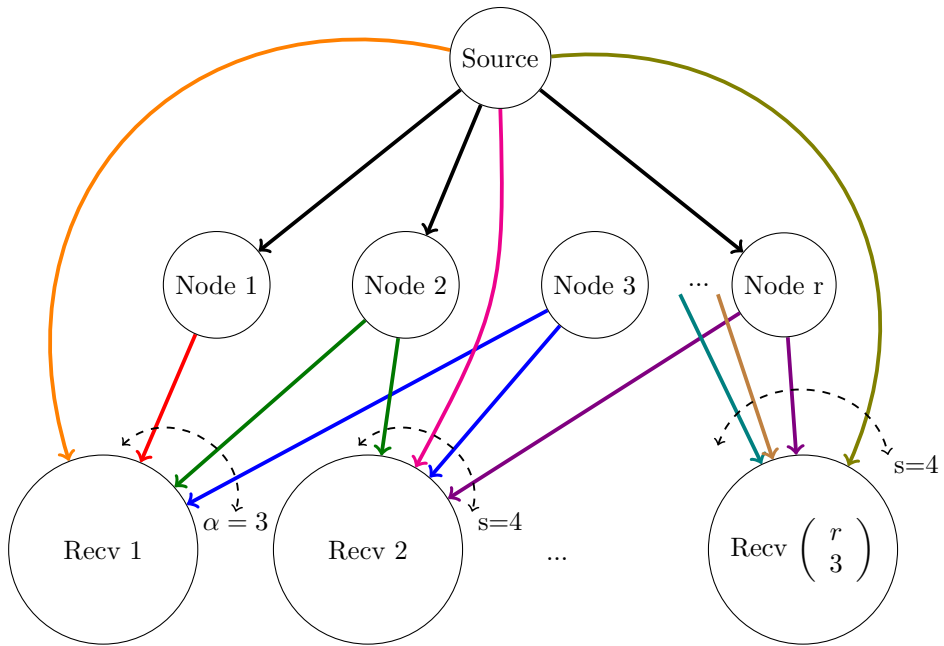 Source
Node 1
Node 2
Node 3
...
Node r
s=4
α = 3
s=4
Recv 1
Recv 2
...
Recv ( r
3 )